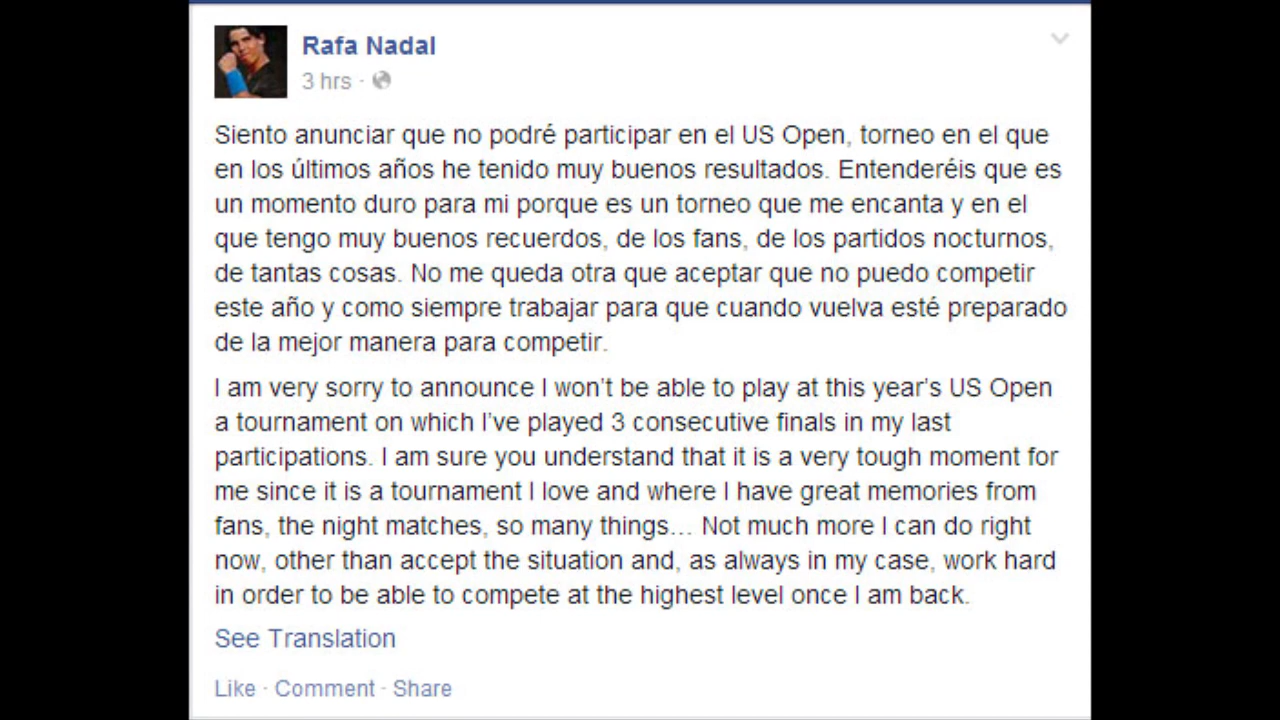 Rafa Nadal
3 hrs ·
Siento anunciar que no podré participar en el US Open, torneo en el que
en los últimos años he tenido muy buenos resultados. Entenderéis que es
un momento duro para mi porque es un torneo que me encanta y en el
que tengo muy buenos recuerdos, de los fans, de los partidos nocturnos,
de tantas cosas. No me queda otra que aceptar que no puedo competir
este año y como siempre trabajar para que cuando vuelva esté preparado
de la mejor manera para competir.
I am very sorry to announce I won’t be able to play at this year’s US Open
a tournament on which I’ve played 3 consecutive finals in my last
participations. I am sure you understand that it is a very tough moment for
me since it is a tournament I love and where I have great memories from
fans, the night matches, so many things… Not much more I can do right
now, other than accept the situation and, as always in my case, work hard
in order to be able to compete at the highest level once I am back.
See Translation
Like · Comment · Share